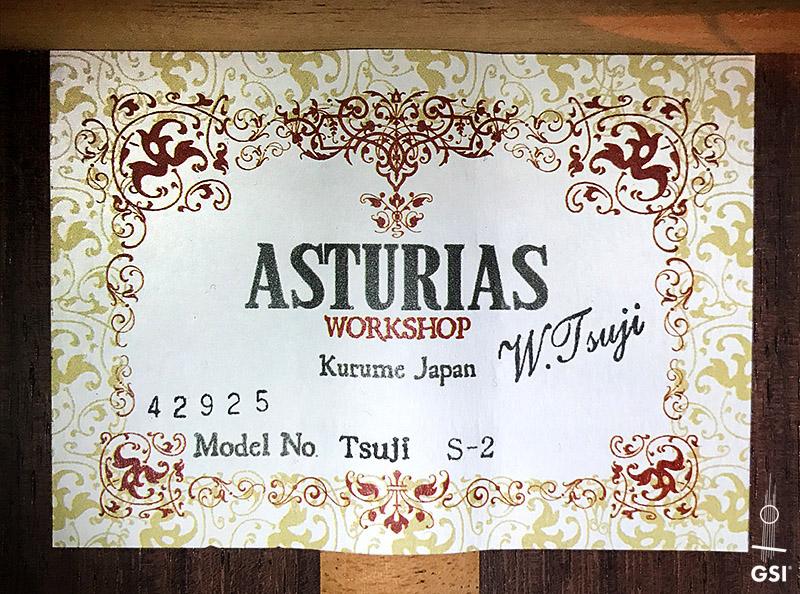 ASTURIAS
WORKSHOP
Kurume Japan
W. Tsuji
42925
Model No. Tsuji S-2
GSI